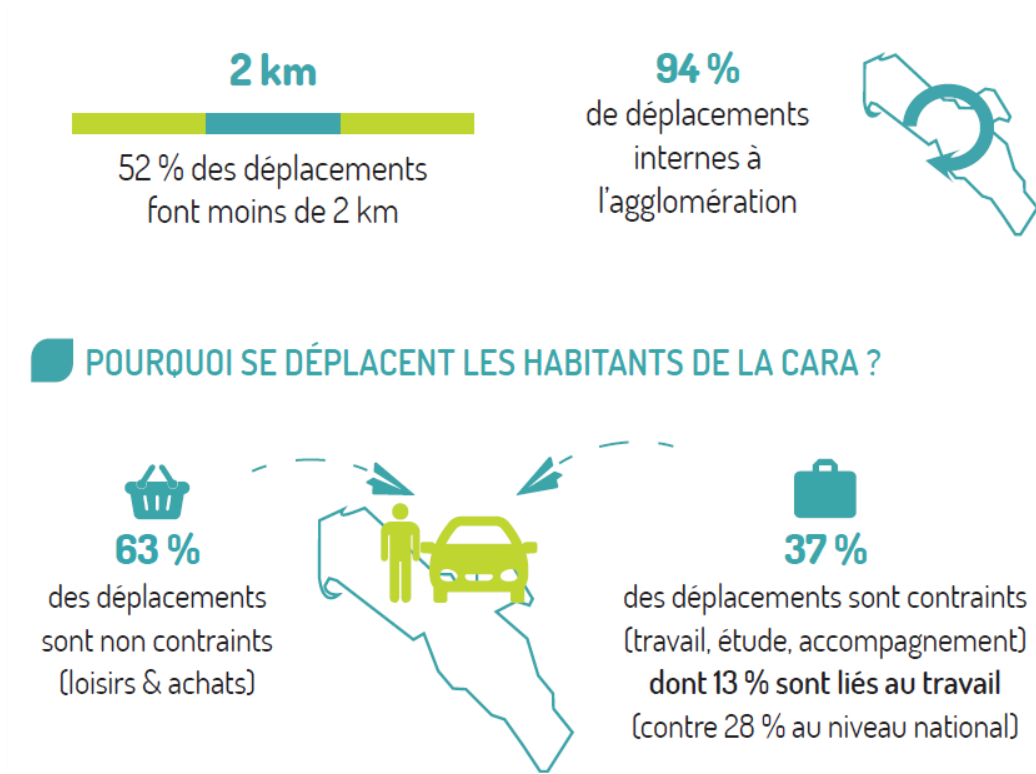 2 km
52 % des déplacements
font moins de 2 km
94 %
de déplacements
internes à
l'agglomération
POURQUOI SE DÉPLACENT LES HABITANTS DE LA CARA ?
63 %
des déplacements
sont non contraints
(loisirs & achats)
37 %
des déplacements sont contraints
(travail, étude, accompagnement)
dont 13 % sont liés au travail
(contre 28 % au niveau national)